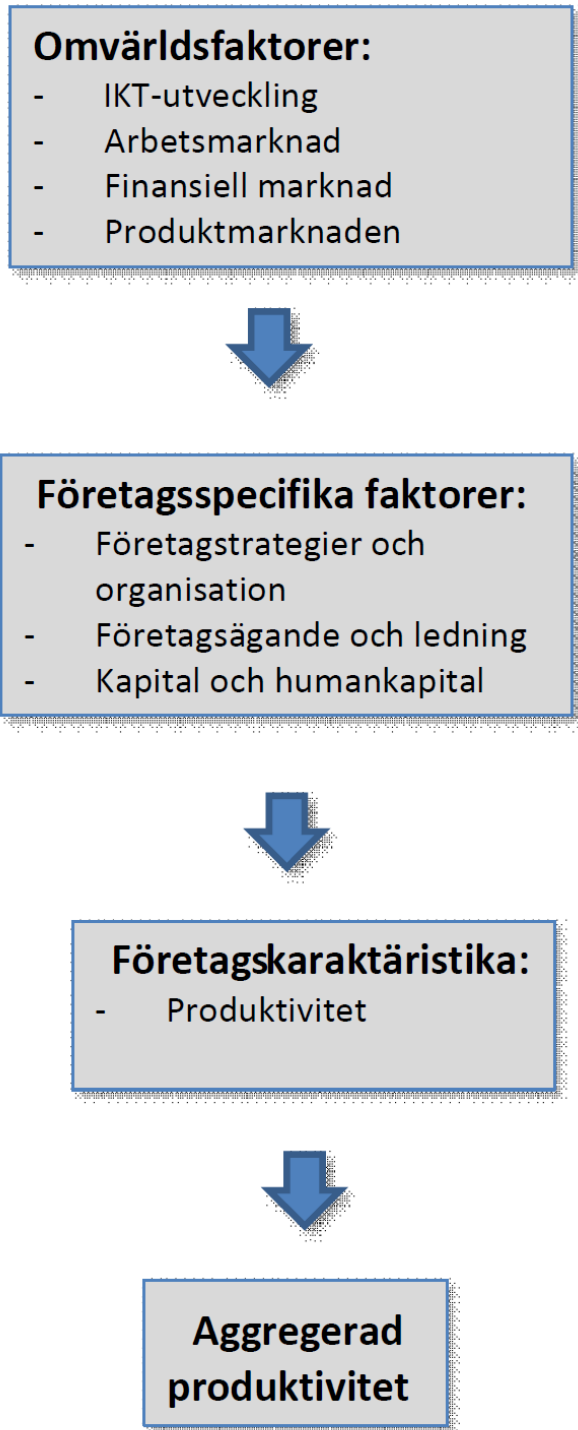 Omvärldsfaktorer:
- IKT-utveckling
- Arbetsmarknad
- Finansiell marknad
- Produktmarknaden
Företagsspecifika faktorer:
- Företagstrategier och
organisation
- Företagsägande och ledning
- Kapital och humankapital
Företagskaraktäristika:
- Produktivitet
Aggregerad
produktivitet